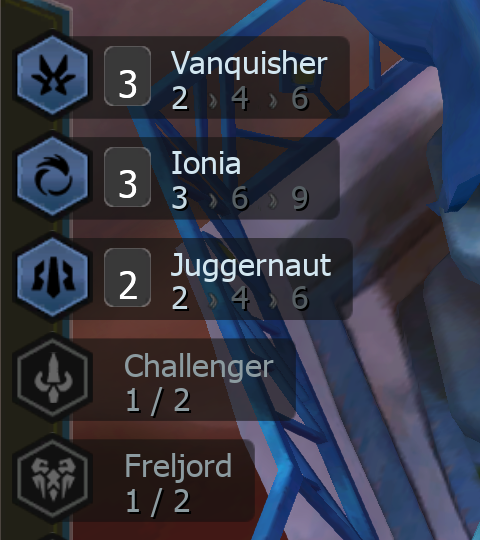 3 Vanquisher
2 › 4 › 6
3 Ionia
3 › 6 › 9
2 Juggernaut
2 › 4 › 6
Challenger
1 / 2
Freljord
1 / 2